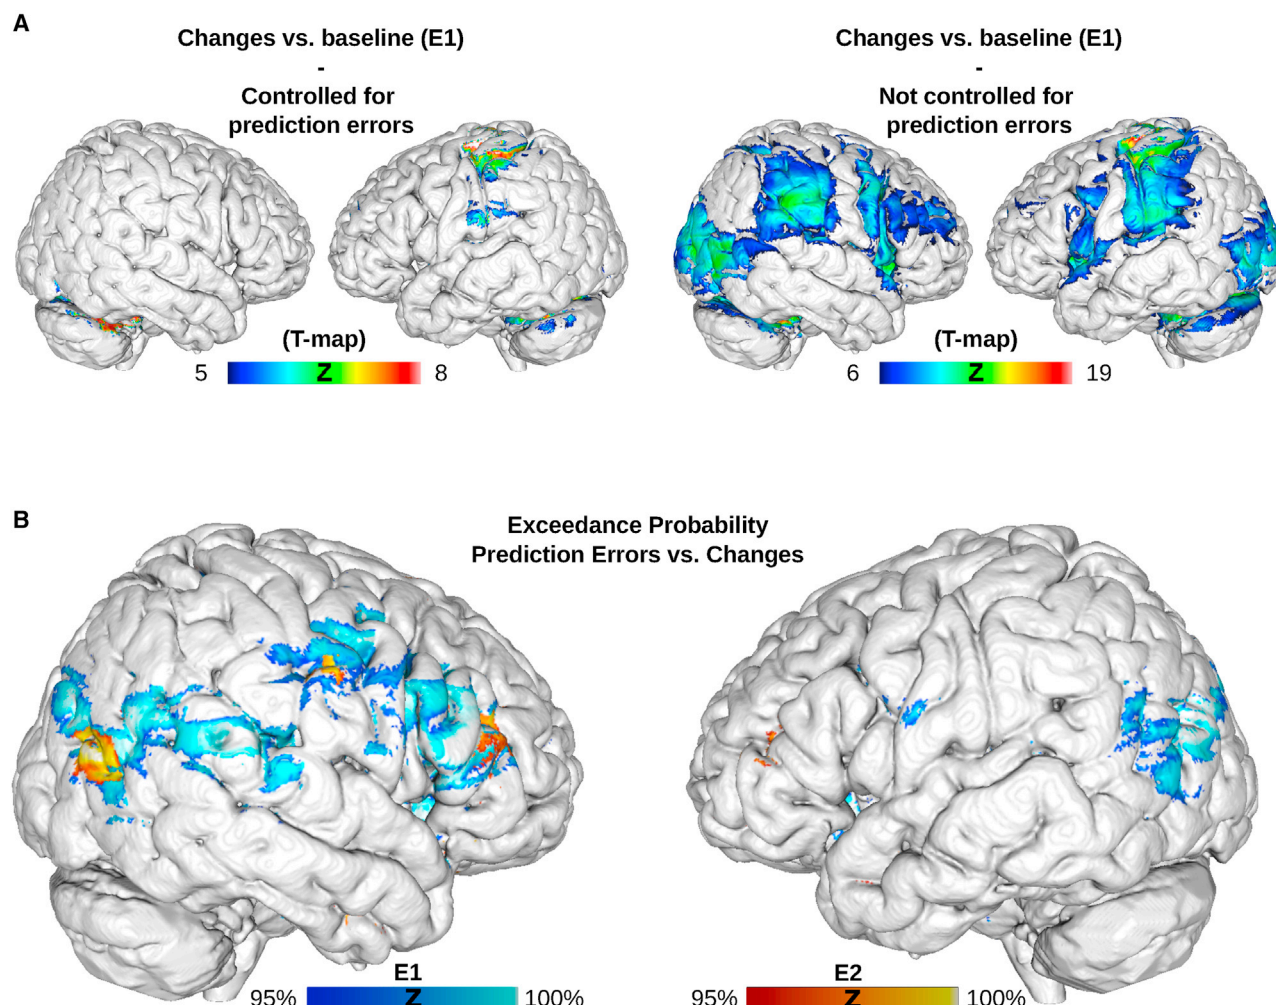 A
Changes vs. baseline (E1)
-
Controlled for
prediction errors
Changes vs. baseline (E1)
-
Not controlled for
prediction errors
(T-map)
5 Z 8
(T-map)
6 Z 19
B
Exceedance Probability
Prediction Errors vs. Changes
E1
95% Z 100%
E2
95% Z 100%